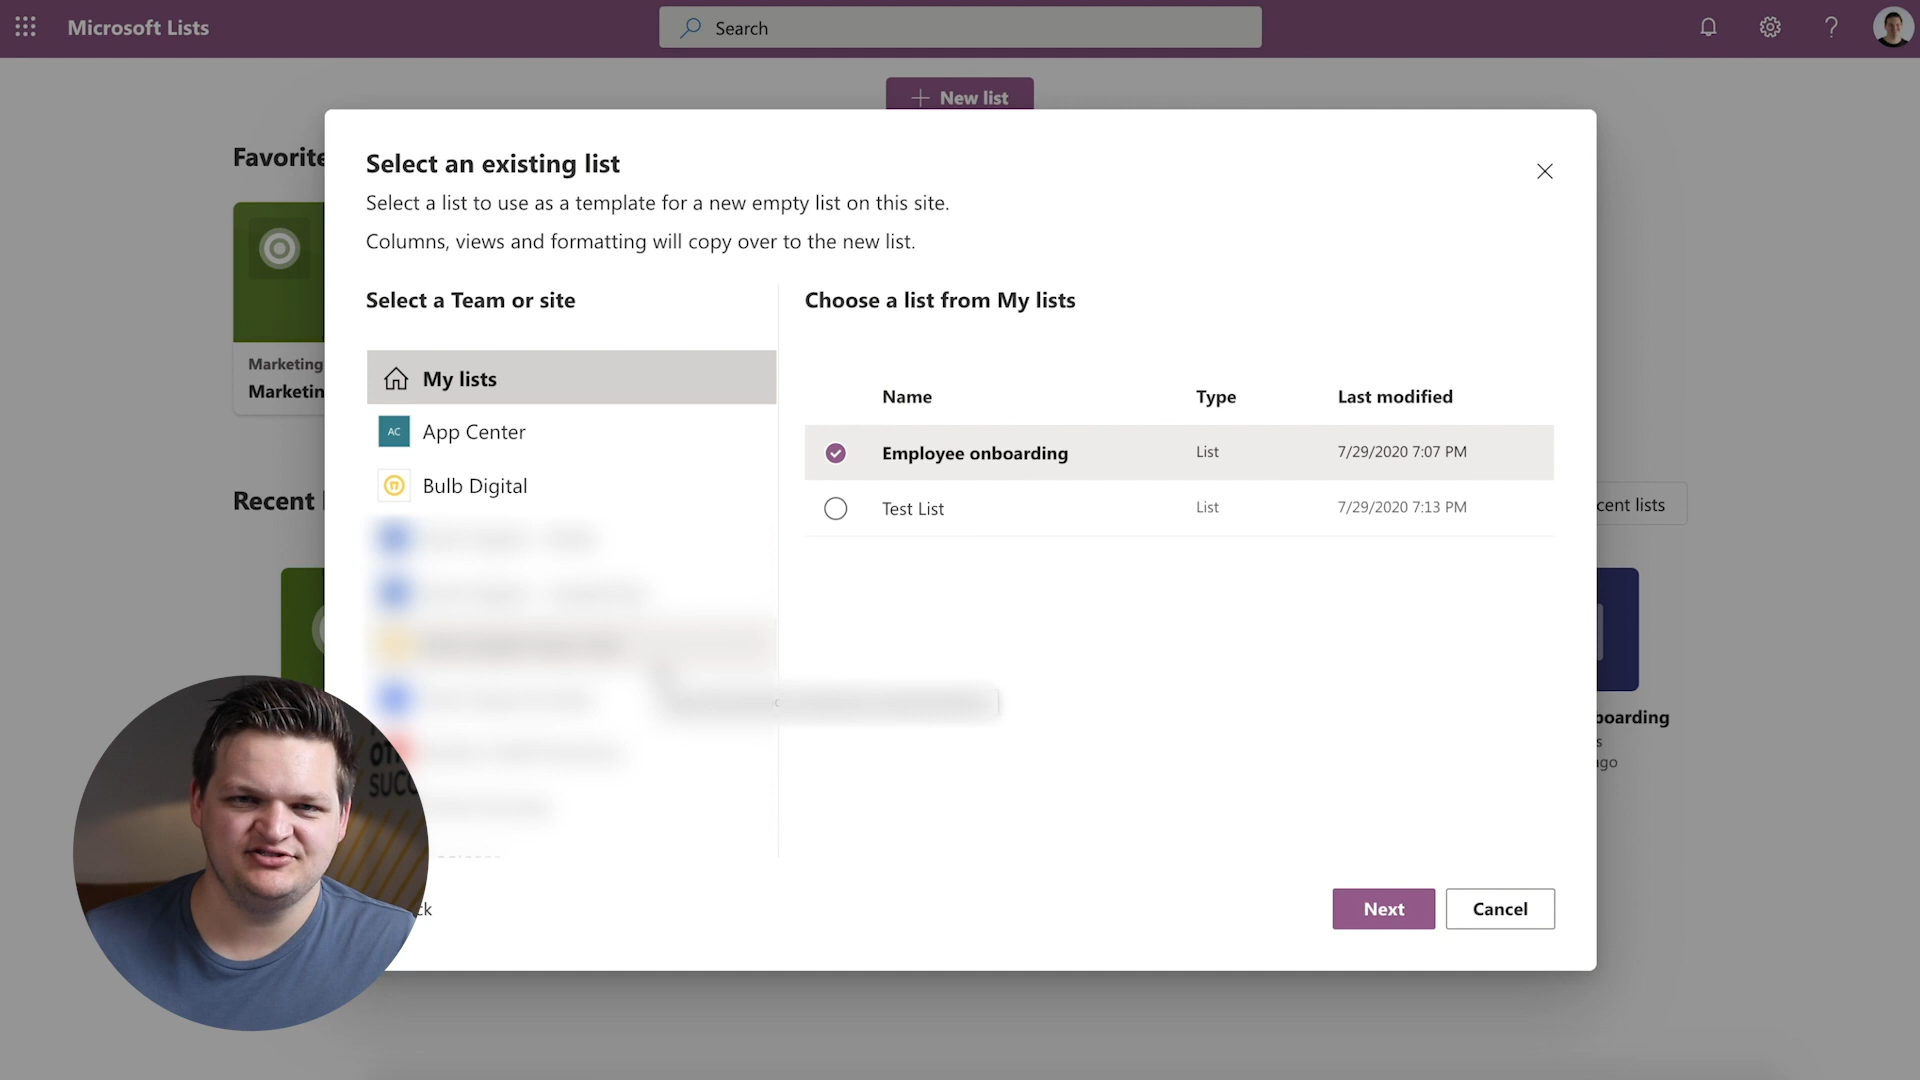 Microsoft Lists
Search
New list
Favorite
Select an existing list
Select a list to use as a template for a new empty list on this site.
Columns, views and formatting will copy over to the new list.
Select a Team or site
Choose a list from My lists
My lists
Name Type Last modified
Marketing
Marketin
AC App Center
Employee onboarding List 7/29/2020 7:07 PM
Bulb Digital
Test List List 7/29/2020 7:13 PM
Recent
cent lists
boarding
s
ago
SUCC
ck
Next
Cancel